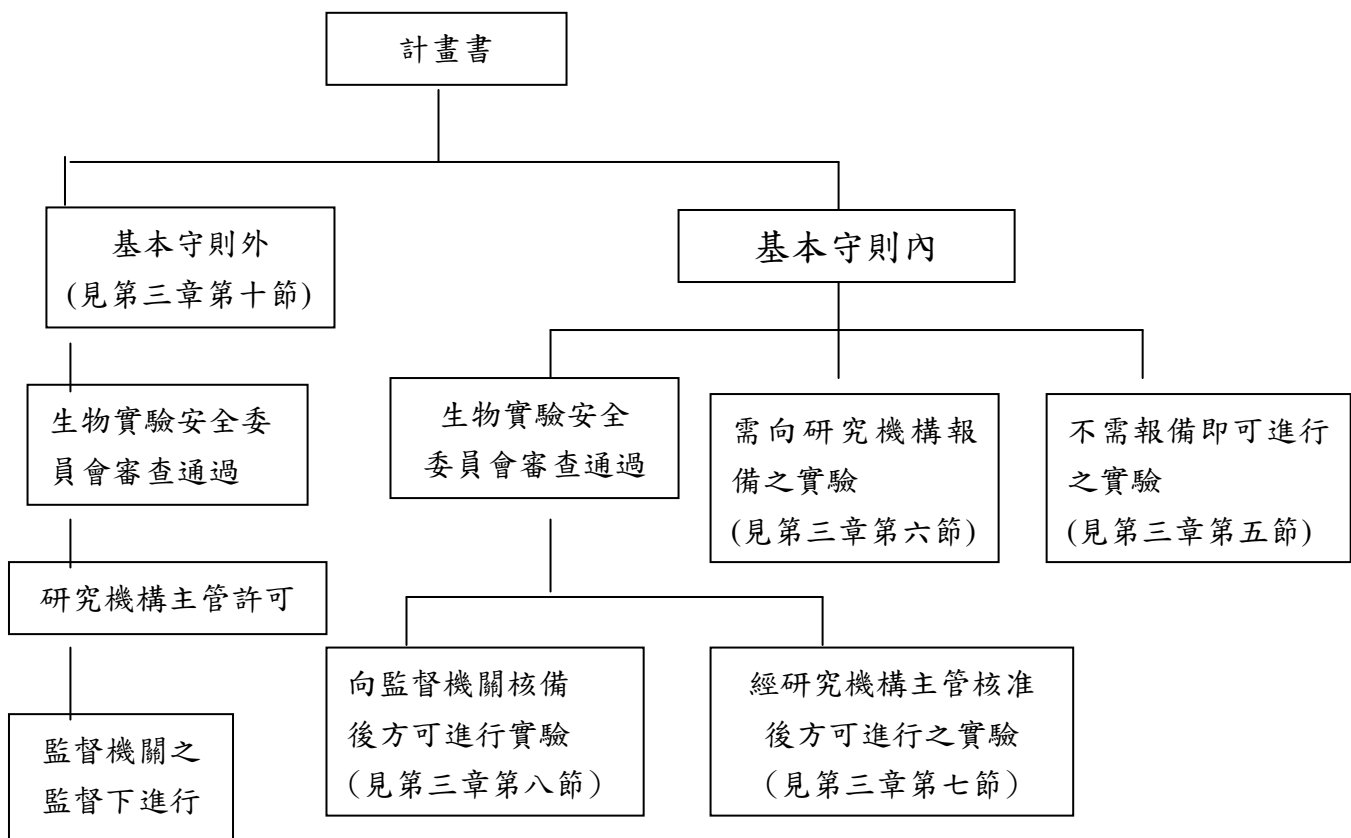 計畫書
基本守則外
(見第三章第十節)
基本守則內
生物實驗安全委
員會審查通過
生物實驗安全
委員會審查通過
需向研究機構報
備之實驗
(見第三章第六節)
不需報備即可進行
之實驗
(見第三章第五節)
研究機構主管許可
向監督機關核備
後方可進行實驗
(見第三章第八節)
經研究機構主管核准
後方可進行之實驗
(見第三章第七節)
監督機關之
監督下進行